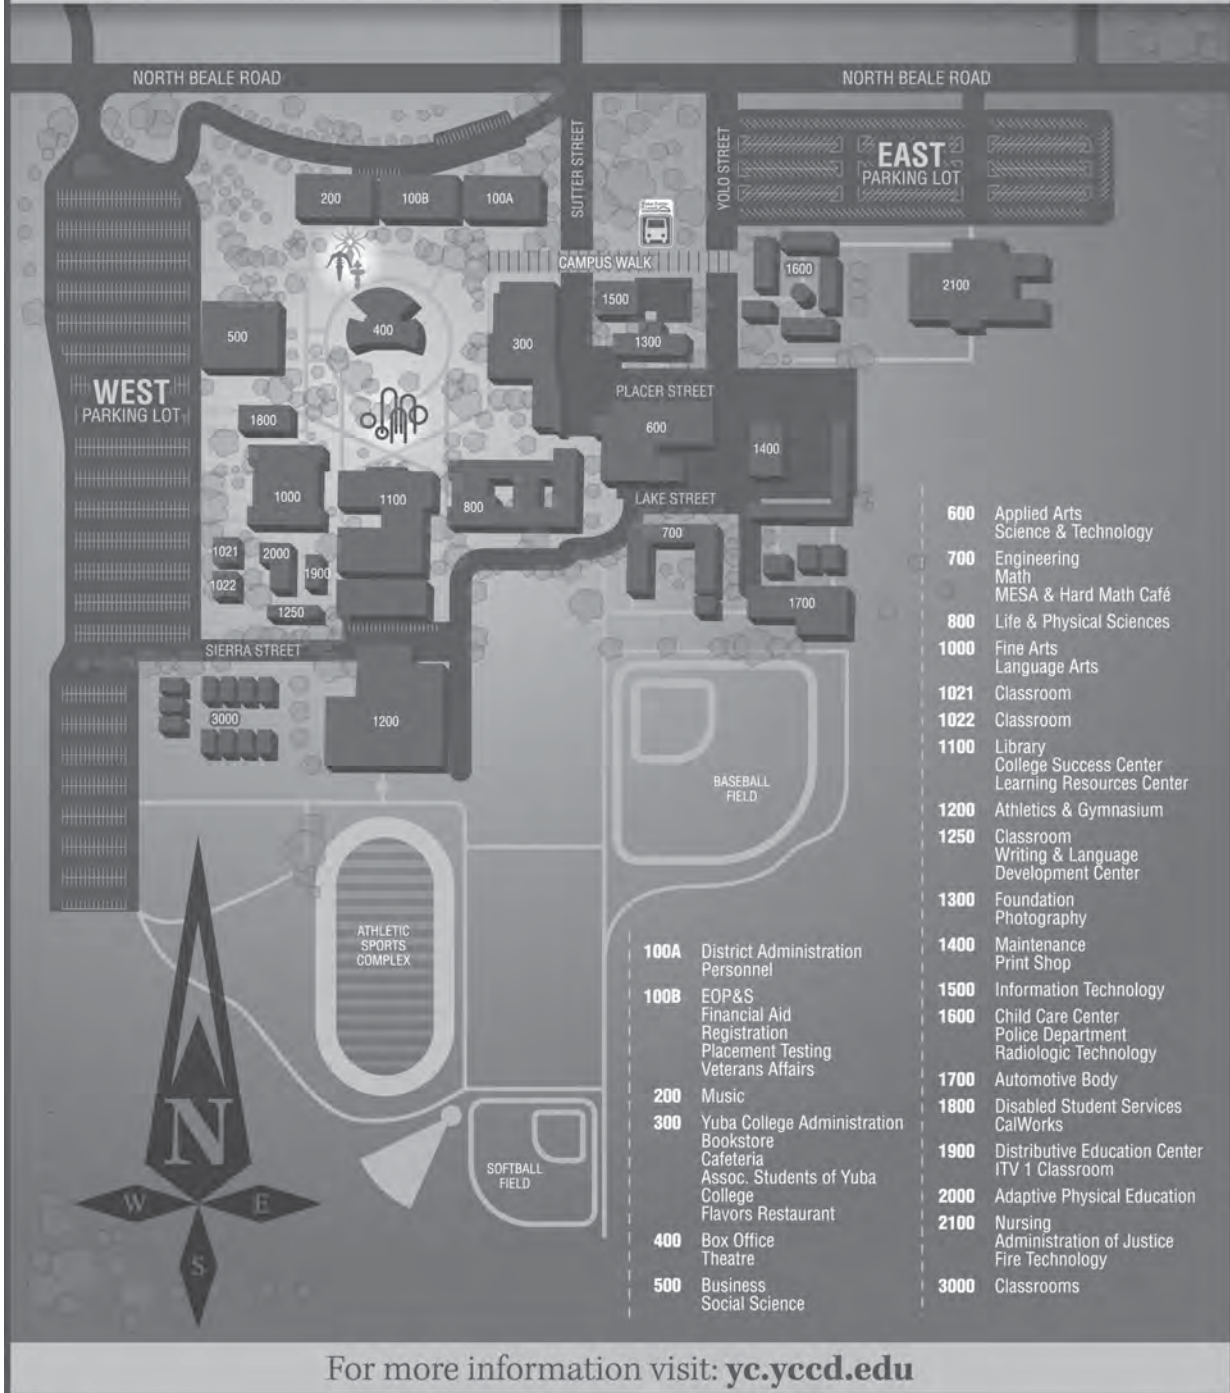 NORTH BEALE ROAD
NORTH BEALE ROAD
SUTTER STREET
YOLO STREET
EAST
PARKING LOT
200
100B
100A
CAMPUS WALK
1600
2100
1500
500
400
300
1300
WEST
PARKING LOT
PLACER STREET
1800
600
1400
1000
1100
800
LAKE STREET
700
1021
2000
1900
1022
1250
1700
SIERRA STREET
3000
1200
BASEBALL
FIELD
ATHLETIC
SPORTS
COMPLEX
SOFTBALL
FIELD
N
W
E
S
100A District Administration
Personnel
100B EOP&S
Financial Aid
Registration
Placement Testing
Veterans Affairs
200 Music
300 Yuba College Administration
Bookstore
Cafeteria
Assoc. Students of Yuba
College
Flavors Restaurant
400 Box Office
Theatre
500 Business
Social Science
600 Applied Arts
Science & Technology
700 Engineering
Math
MESA & Hard Math Café
800 Life & Physical Sciences
1000 Fine Arts
Language Arts
1021 Classroom
1022 Classroom
1100 Library
College Success Center
Learning Resources Center
1200 Athletics & Gymnasium
1250 Classroom
Writing & Language
Development Center
1300 Foundation
Photography
1400 Maintenance
Print Shop
1500 Information Technology
1600 Child Care Center
Police Department
Radiologic Technology
1700 Automotive Body
1800 Disabled Student Services
CalWorks
1900 Distributive Education Center
ITV 1 Classroom
2000 Adaptive Physical Education
2100 Nursing
Administration of Justice
Fire Technology
3000 Classrooms
For more information visit: yc.yccd.edu